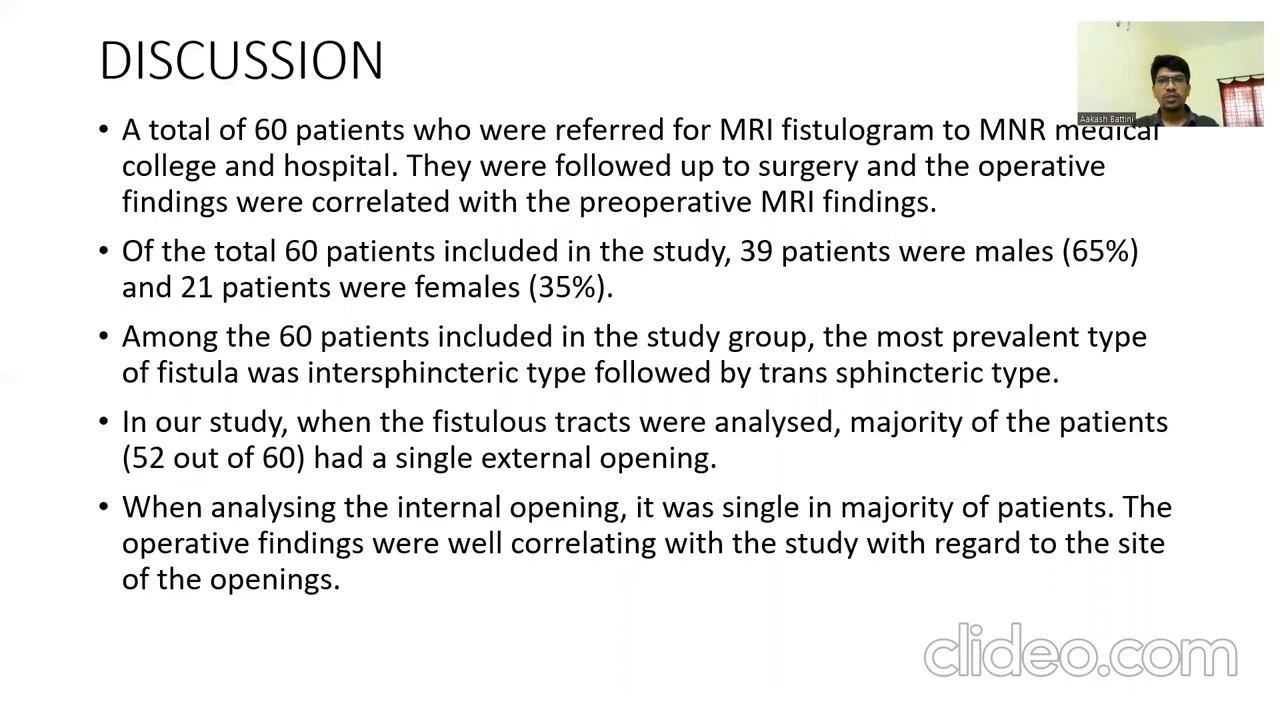 DISCUSSION
• A total of 60 patients who were referred for MRI fistulogram to MNR medical
college and hospital. They were followed up to surgery and the operative
findings were correlated with the preoperative MRI findings.
• Of the total 60 patients included in the study, 39 patients were males (65%)
and 21 patients were females (35%).
• Among the 60 patients included in the study group, the most prevalent type
of fistula was intersphincteric type followed by trans sphincteric type.
• In our study, when the fistulous tracts were analysed, majority of the patients
(52 out of 60) had a single external opening.
• When analysing the internal opening, it was single in majority of patients. The
operative findings were well correlating with the study with regard to the site
of the openings.
Aakash Battini
clideo.com